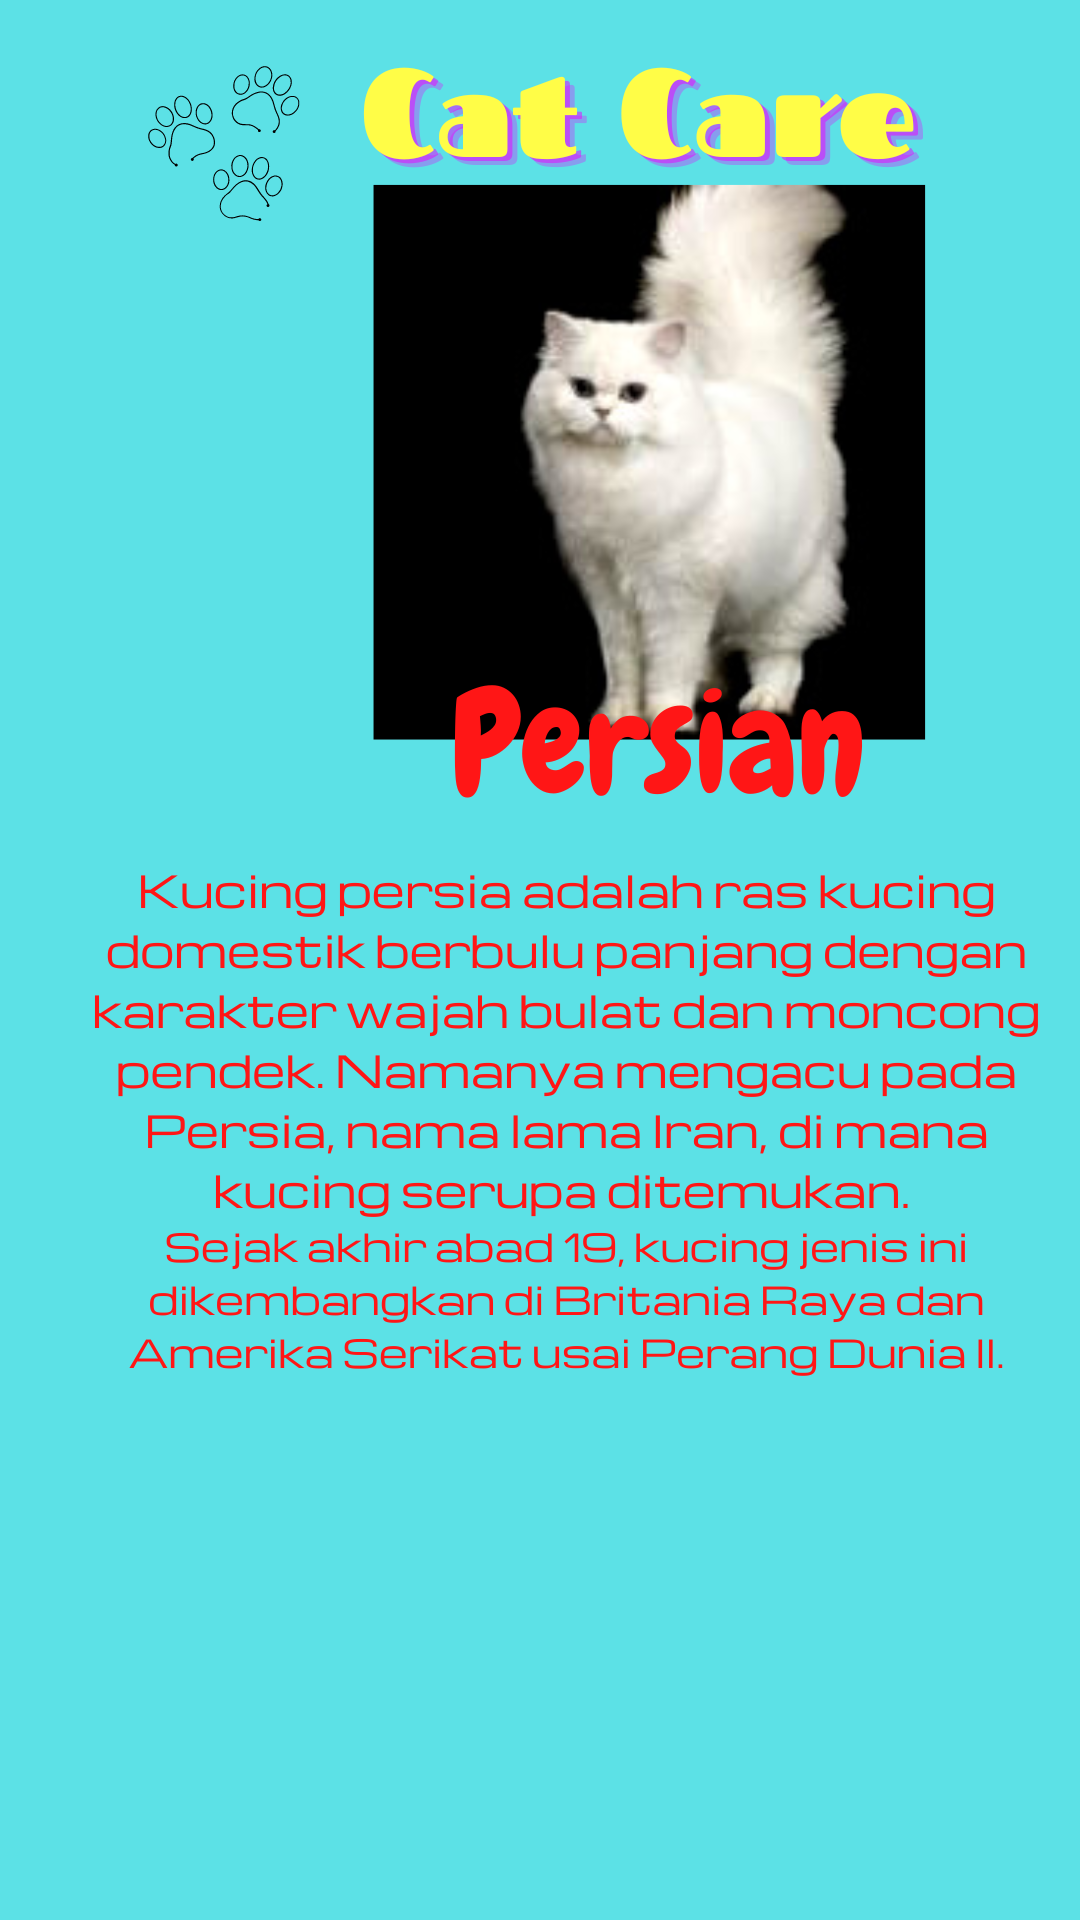 Cat Care
Persian
Kucing persia adalah ras kucing
domestik berbulu panjang dengan
karakter wajah bulat dan moncong
pendek. Namanya mengacu pada
Persia, nama lama Iran, di mana
kucing serupa ditemukan.
Sejak akhir abad 19, kucing jenis ini
dikembangkan di Britania Raya dan
Amerika Serikat usai Perang Dunia II.